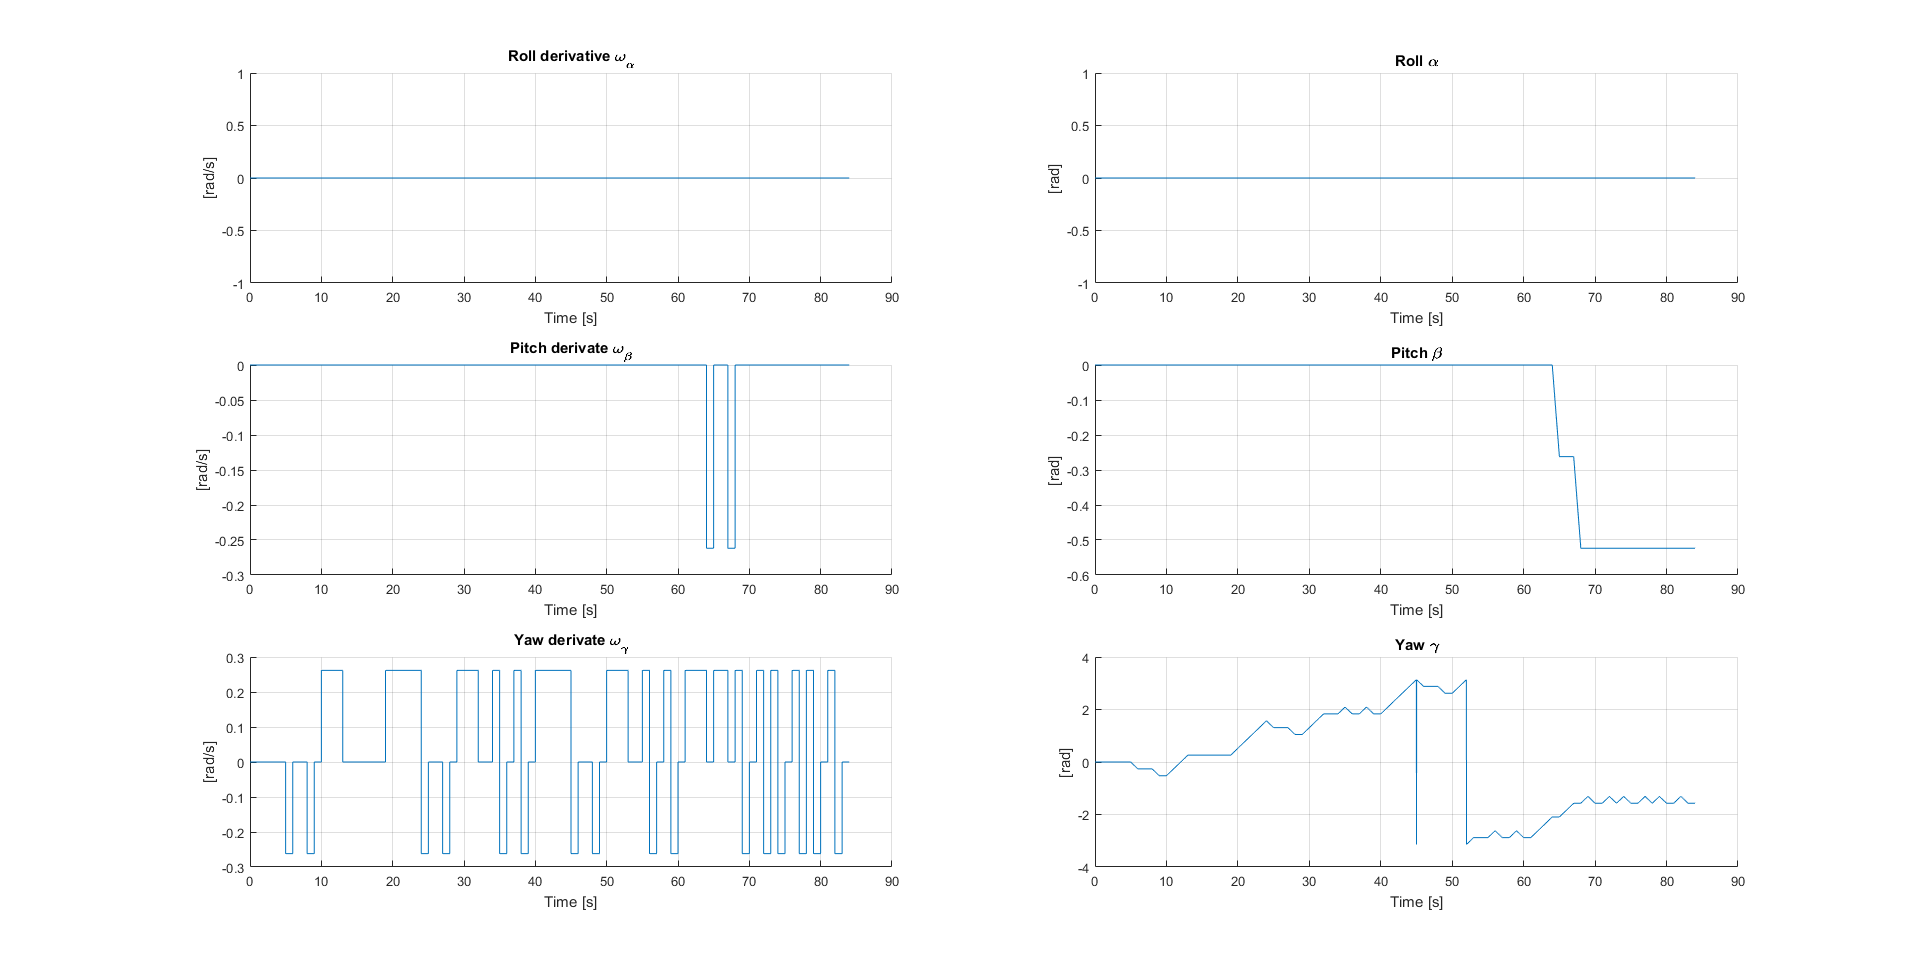 Roll derivative ωα
1
0.5
0
-0.5
-1
[rad/s]
0 10 20 30 40 50 60 70 80 90
Time [s]
Roll α
1
0.5
0
-0.5
-1
[rad]
0 10 20 30 40 50 60 70 80 90
Time [s]
Pitch derivate ωβ
0
-0.05
-0.1
-0.15
-0.2
-0.25
-0.3
[rad/s]
0 10 20 30 40 50 60 70 80 90
Time [s]
Pitch β
0
-0.1
-0.2
-0.3
-0.4
-0.5
-0.6
[rad]
0 10 20 30 40 50 60 70 80 90
Time [s]
Yaw derivate ωγ
0.3
0.2
0.1
0
-0.1
-0.2
-0.3
[rad/s]
0 10 20 30 40 50 60 70 80 90
Time [s]
Yaw γ
4
2
0
-2
-4
[rad]
0 10 20 30 40 50 60 70 80 90
Time [s]